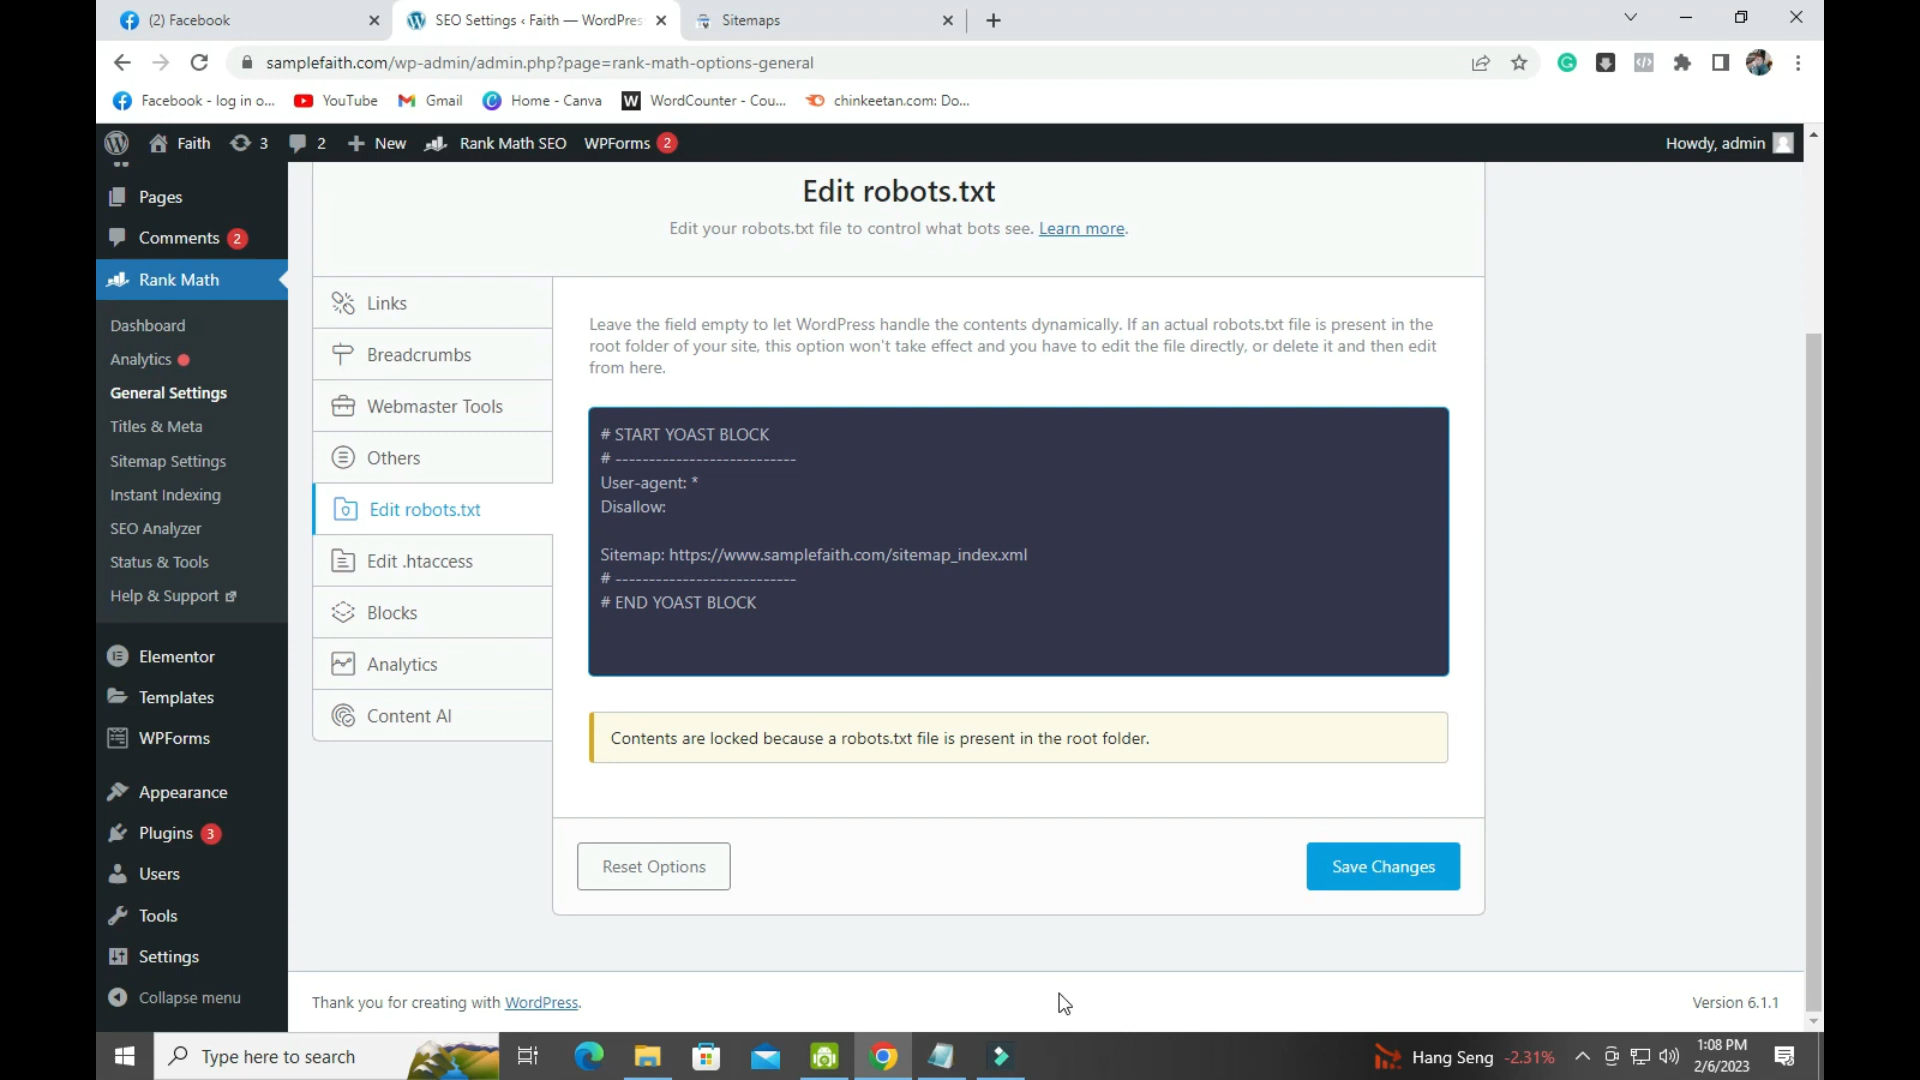 (2) Facebook
SEO Settings ‹ Faith — WordPres
Sitemaps
samplefaith.com/wp-admin/admin.php?page=rank-math-options-general
Facebook - log in o...
YouTube
Gmail
Home - Canva
WordCounter - Cou...
chinkeetan.com: Do...
Faith
3
2
New
Rank Math SEO
WPForms 2
Howdy, admin
Pages
Comments 2
Rank Math
Dashboard
Analytics
General Settings
Titles & Meta
Sitemap Settings
Instant Indexing
SEO Analyzer
Status & Tools
Help & Support
Elementor
Templates
WPForms
Appearance
Plugins 3
Users
Tools
Settings
Collapse menu
Edit robots.txt
Edit your robots.txt file to control what bots see. Learn more.
Links
Breadcrumbs
Webmaster Tools
Others
Edit robots.txt
Edit .htaccess
Blocks
Analytics
Content AI
Leave the field empty to let WordPress handle the contents dynamically. If an actual robots.txt file is present in the
root folder of your site, this option won't take effect and you have to edit the file directly, or delete it and then edit
from here.
# START YOAST BLOCK
# ---------------------------
User-agent: *
Disallow:
Sitemap: https://www.samplefaith.com/sitemap_index.xml
# ---------------------------
# END YOAST BLOCK
Contents are locked because a robots.txt file is present in the root folder.
Reset Options
Save Changes
Thank you for creating with WordPress.
Version 6.1.1
Type here to search
Hang Seng -2.31%
1:08 PM
2/6/2023